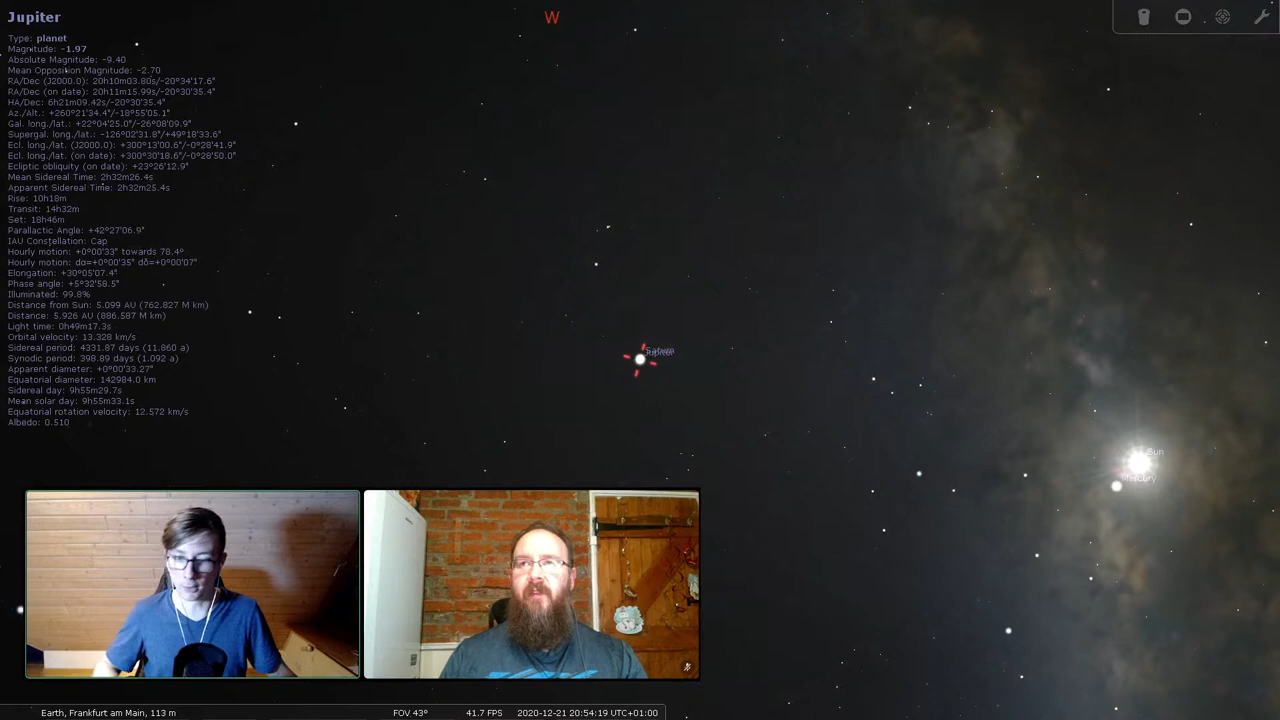 Jupiter
W
Type: planet
Magnitude: -1.97
Absolute Magnitude: -9.40
Mean Opposition Magnitude: -2.70
RA/Dec (J2000.0): 20h10m03.80s/-20°34'17.6"
RA/Dec (on date): 20h11m15.99s/-20°30'35.4"
HA/Dec: 6h21m09.42s/-20°30'35.4"
Az./Alt.: +260°21'34.4"/-18°55'05.1"
Gal. long./lat.: +22°04'25.0"/-26°08'09.9"
Supergal. long./lat.: -126°02'31.8"/+49°18'33.6"
Ecl. long./lat. (J2000.0): +300°13'00.6"/-0°28'41.9"
Ecl. long./lat. (on date): +300°30'18.6"/-0°28'50.0"
Ecliptic obliquity (on date): +23°26'12.9"
Mean Sidereal Time: 2h32m26.4s
Apparent Sidereal Time: 2h32m25.4s
Rise: 10h18m
Transit: 14h32m
Set: 18h46m
Parallactic Angle: +42°27'06.9"
IAU Constellation: Cap
Hourly motion: +0°00'33" towards 78.4°
Hourly motion: dα=+0°00'35" dδ=+0°00'07"
Elongation: +30°05'07.4"
Phase angle: +5°32'58.5"
Illuminated: 99.8%
Distance from Sun: 5.099 AU (762.827 M km)
Distance: 5.926 AU (886.587 M km)
Light time: 0h49m17.3s
Orbital velocity: 13.328 km/s
Sidereal period: 4331.87 days (11.860 a)
Synodic period: 398.89 days (1.092 a)
Apparent diameter: +0°00'33.27"
Equatorial diameter: 142984.0 km
Sidereal day: 9h55m29.7s
Mean solar day: 9h55m33.1s
Equatorial rotation velocity: 12.572 km/s
Albedo: 0.510
Saturn
Jupiter
Sun
Mercury
Earth, Frankfurt am Main, 113 m
FOV 43°
41.7 FPS
2020-12-21 20:54:19 UTC+01:00